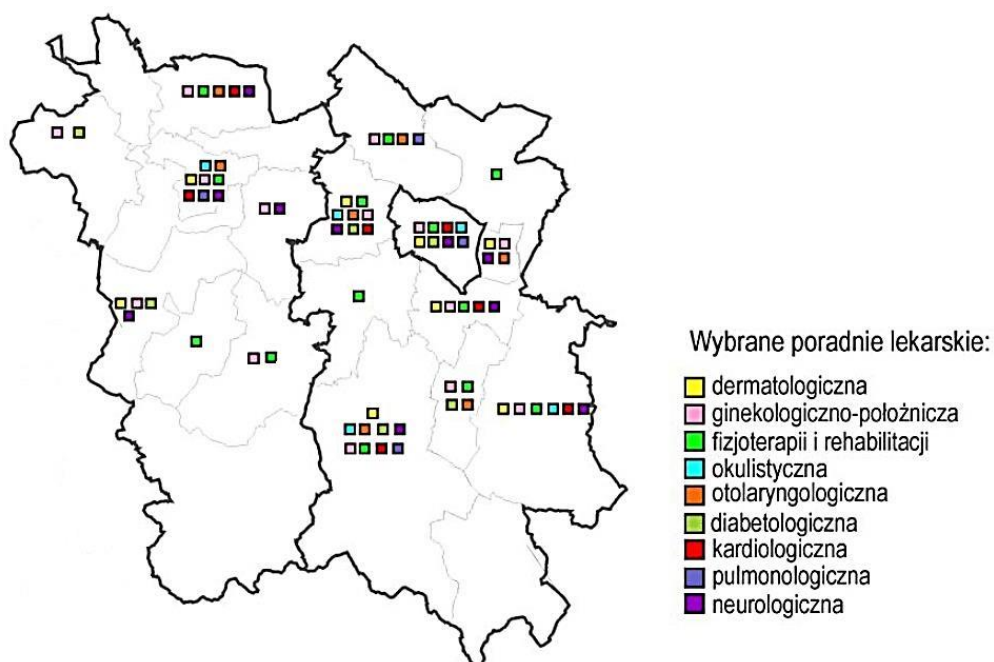 Wybrane poradnie lekarskie:
dermatologiczna
ginekologiczno-położnicza
fizjoterapii i rehabilitacji
okulistyczna
otolaryngologiczna
diabetologiczna
kardiologiczna
pulmonologiczna
neurologiczna